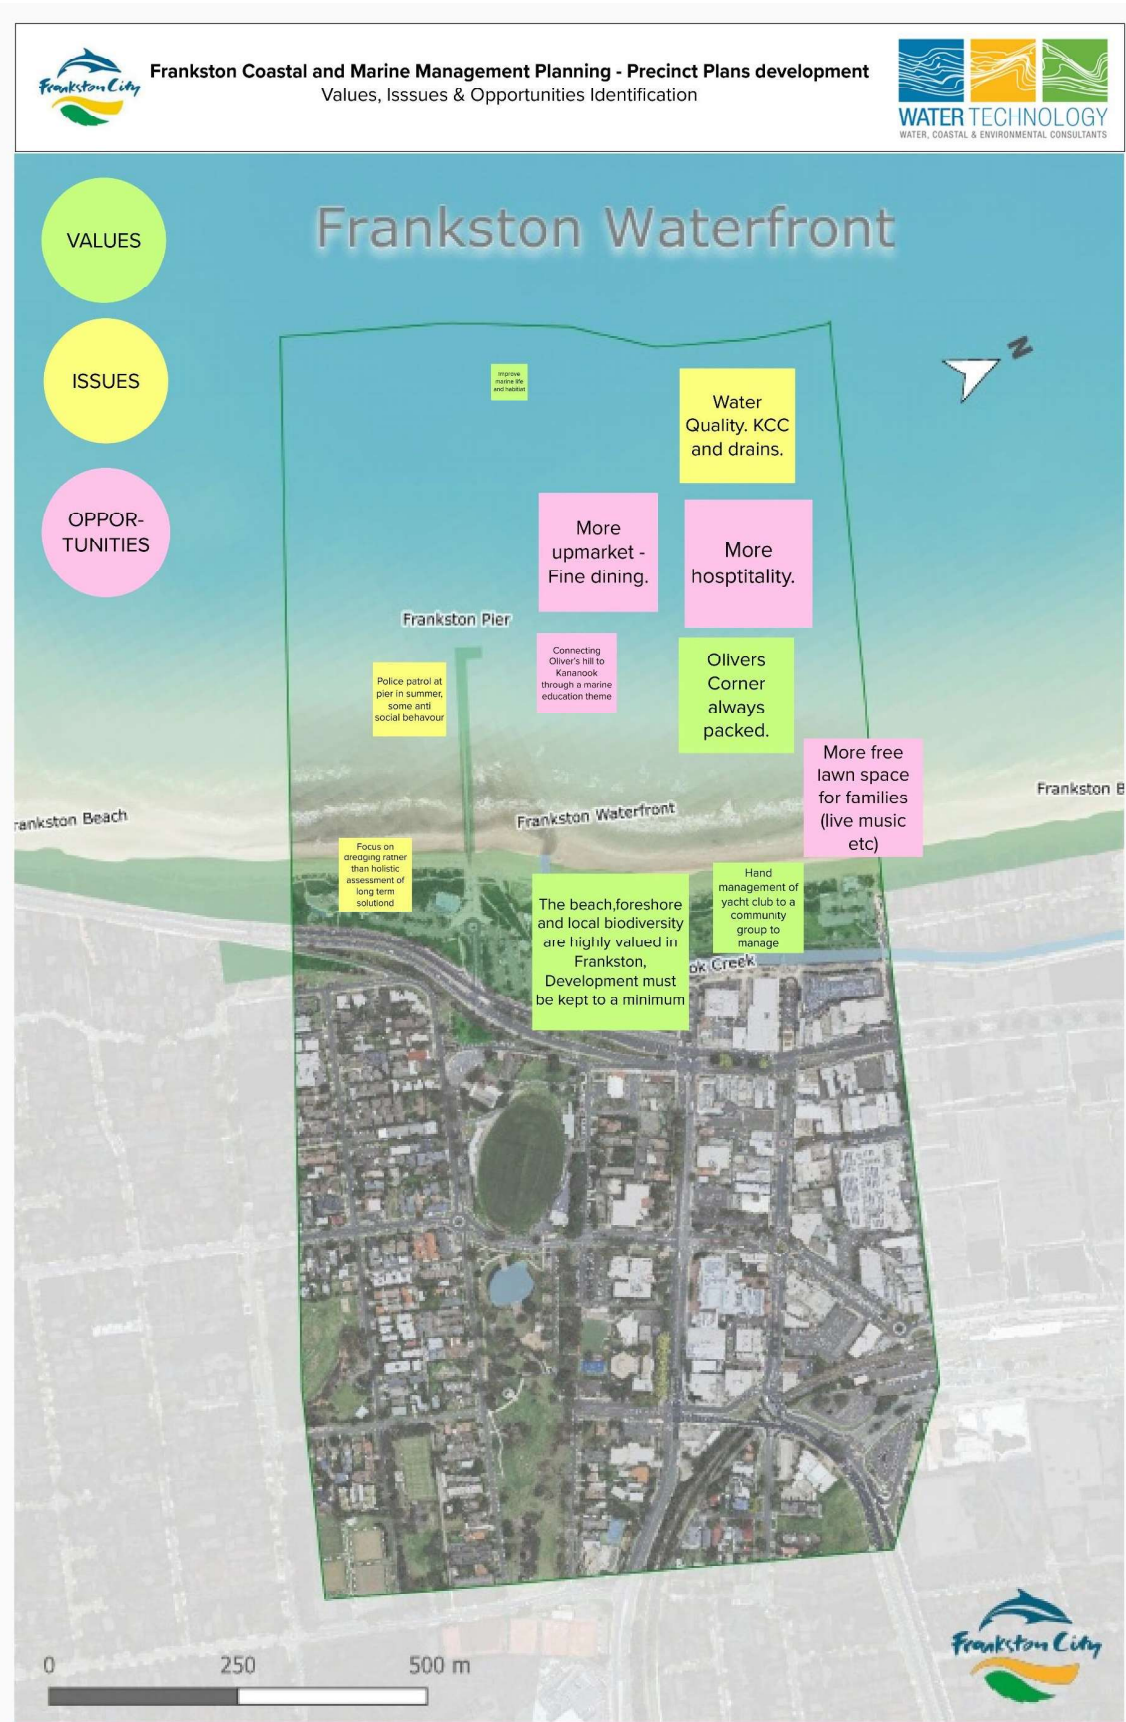 Frankston City
Frankston Coastal and Marine Management Planning - Precinct Plans development
Values, Isssues & Opportunities Identification
WATER TECHNOLOGY
WATER, COASTAL & ENVIRONMENTAL CONSULTANTS
VALUES
ISSUES
OPPOR-
TUNITIES
Frankston Waterfront
N
Improve
marine life
and habitat
Water
Quality. KCC
and drains.
More
upmarket -
Fine dining.
More
hosptitality.
Frankston Pier
Police patrol at
pier in summer,
some anti
social behavour
Connecting
Oliver's hill to
Kananook
through a marine
education theme
Olivers
Corner
always
packed.
More free
lawn space
for families
(live music
etc)
rankston Beach
Frankston Waterfront
Frankston B
Focus on
dredging rather
than holistic
assessment of
long term
solutiond
The beach,foreshore
and local biodiversity
are highly valued in
Frankston,
Development must
be kept to a minimum
Hand
management of
yacht club to a
community
group to
manage
ok Creek
0 250 500 m
Frankston City